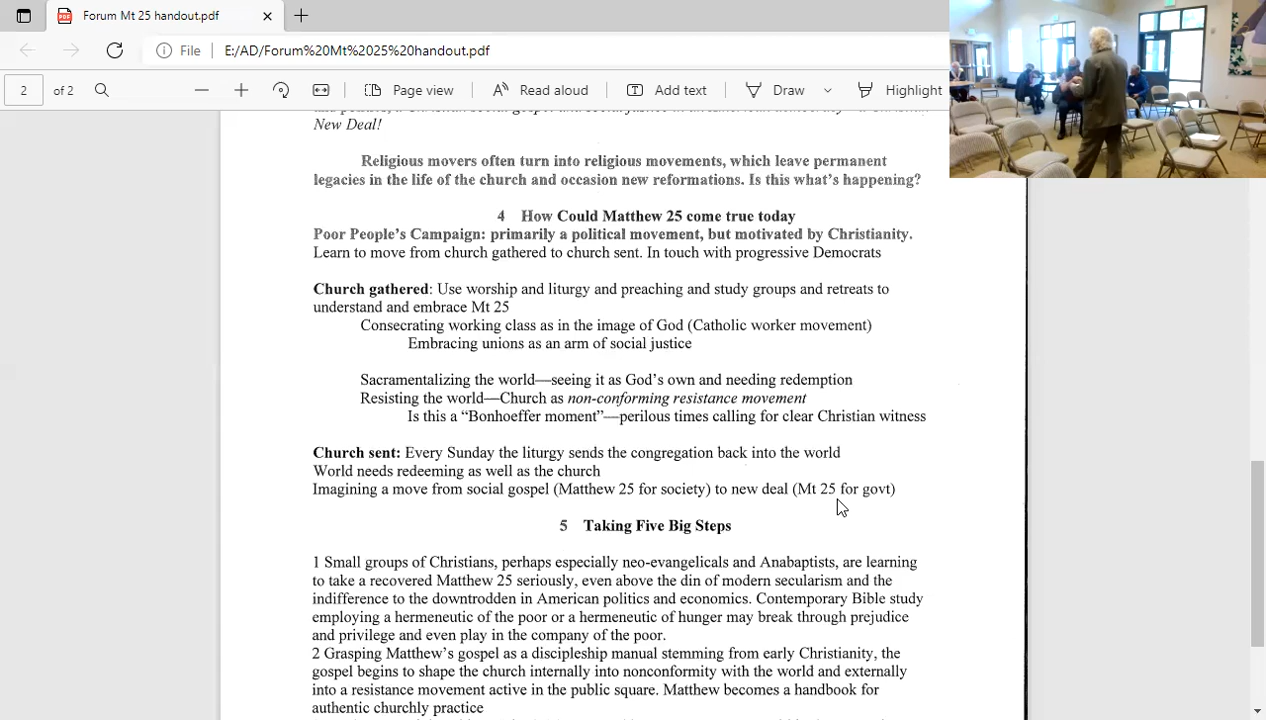 Forum Mt 25 handout.pdf
File E:/AD/Forum%20Mt%2025%20handout.pdf
2 of 2 Page view Read aloud Add text Draw Highlight
New Deal!
Religious movers often turn into religious movements, which leave permanent
legacies in the life of the church and occasion new reformations. Is this what's happening?
4 How Could Matthew 25 come true today
Poor People's Campaign: primarily a political movement, but motivated by Christianity.
Learn to move from church gathered to church sent. In touch with progressive Democrats
Church gathered: Use worship and liturgy and preaching and study groups and retreats to
understand and embrace Mt 25
Consecrating working class as in the image of God (Catholic worker movement)
Embracing unions as an arm of social justice
Sacramentalizing the world—seeing it as God's own and needing redemption
Resisting the world—Church as non-conforming resistance movement
Is this a "Bonhoeffer moment"—perilous times calling for clear Christian witness
Church sent: Every Sunday the liturgy sends the congregation back into the world
World needs redeeming as well as the church
Imagining a move from social gospel (Matthew 25 for society) to new deal (Mt 25 for govt)
5 Taking Five Big Steps
1 Small groups of Christians, perhaps especially neo-evangelicals and Anabaptists, are learning
to take a recovered Matthew 25 seriously, even above the din of modern secularism and the
indifference to the downtrodden in American politics and economics. Contemporary Bible study
employing a hermeneutic of the poor or a hermeneutic of hunger may break through prejudice
and privilege and even play in the company of the poor.
2 Grasping Matthew's gospel as a discipleship manual stemming from early Christianity, the
gospel begins to shape the church internally into nonconformity with the world and externally
into a resistance movement active in the public square. Matthew becomes a handbook for
authentic churchly practice